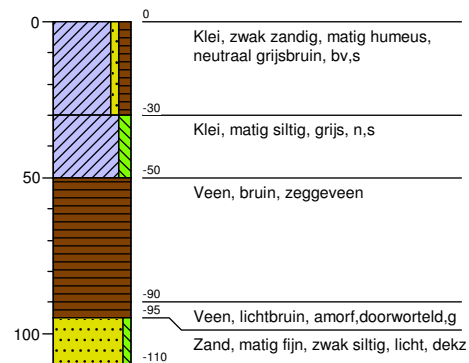 0
0
Klei, zwak zandig, matig humeus,
neutraal grijsbruin, bv,s
-30
Klei, matig siltig, grijs, n,s
50
-50
Veen, bruin, zeggeveen
-90
-95
Veen, lichtbruin, amorf,doorworteld,g
100
Zand, matig fijn, zwak siltig, licht, dekz
-110